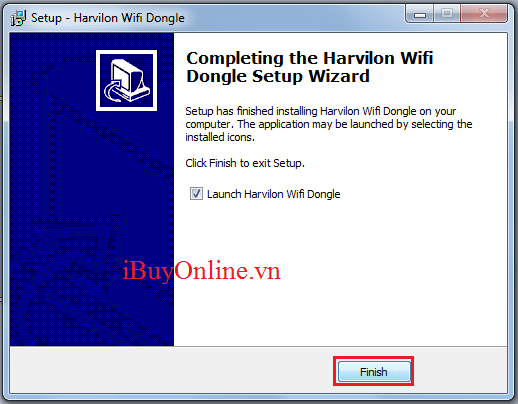 Setup - Harvilon Wifi Dongle
Completing the Harvilon Wifi
Dongle Setup Wizard
Setup has finished installing Harvilon Wifi Dongle on your
computer. The application may be launched by selecting the
installed icons.
Click Finish to exit Setup.
Launch Harvilon Wifi Dongle
iBuyOnline.vn
Finish